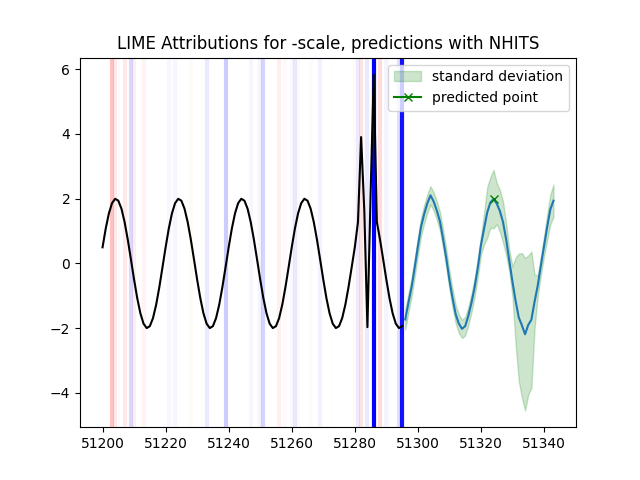 LIME Attributions for -scale, predictions with NHITS
standard deviation
predicted point
6
4
2
0
−2
−4
51200 51220 51240 51260 51280 51300 51320 51340